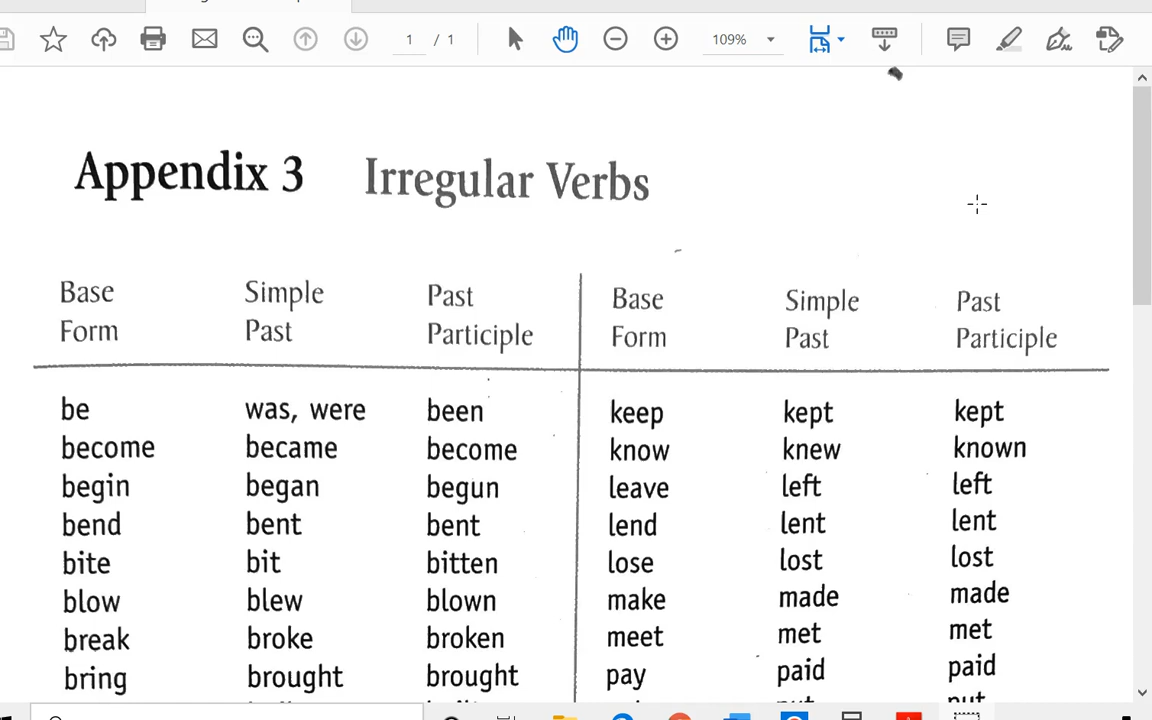 1 / 1
109%
Appendix 3 Irregular Verbs
Base Form Simple Past Past Participle Base Form Simple Past Past Participle
be was, were been keep kept kept
become became become know knew known
begin began begun leave left left
bend bent bent lend lent lent
bite bit bitten lose lost lost
blow blew blown make made made
break broke broken meet met met
bring brought brought pay paid paid